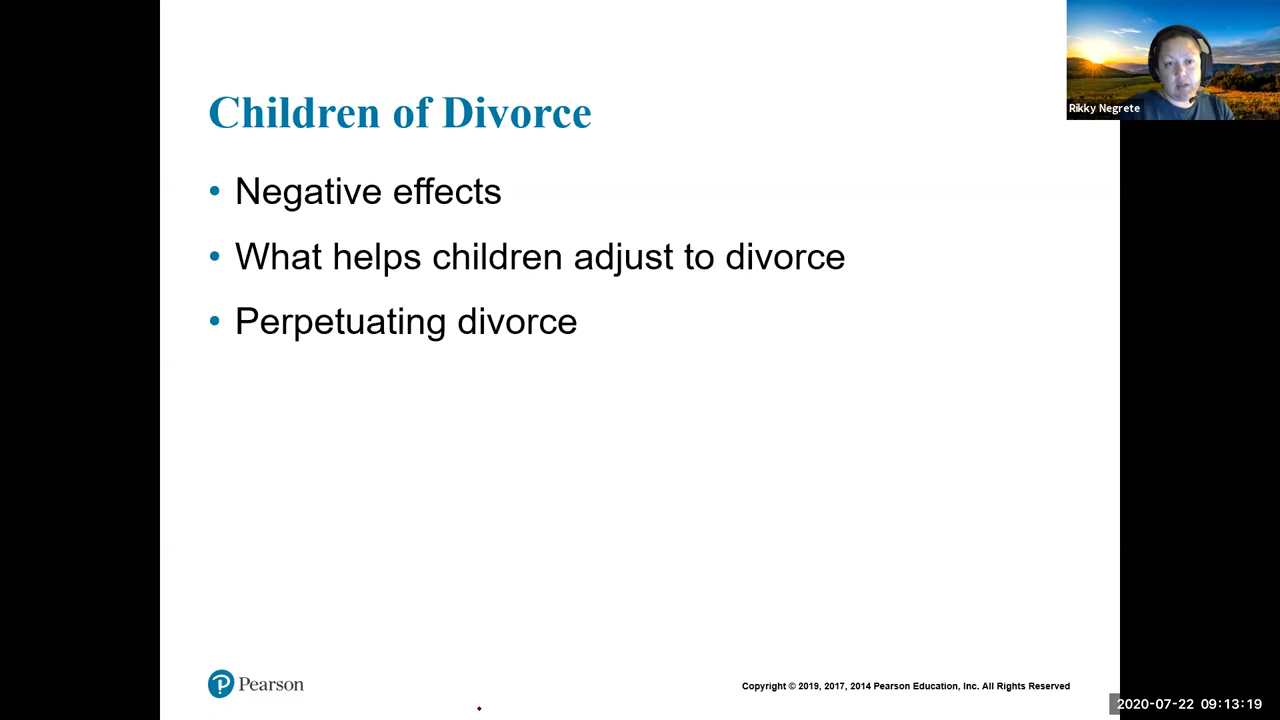 Rikky Negrete
Children of Divorce
• Negative effects
• What helps children adjust to divorce
• Perpetuating divorce
P Pearson
Copyright © 2019, 2017, 2014 Pearson Education, Inc. All Rights Reserved
2020-07-22 09:13:19